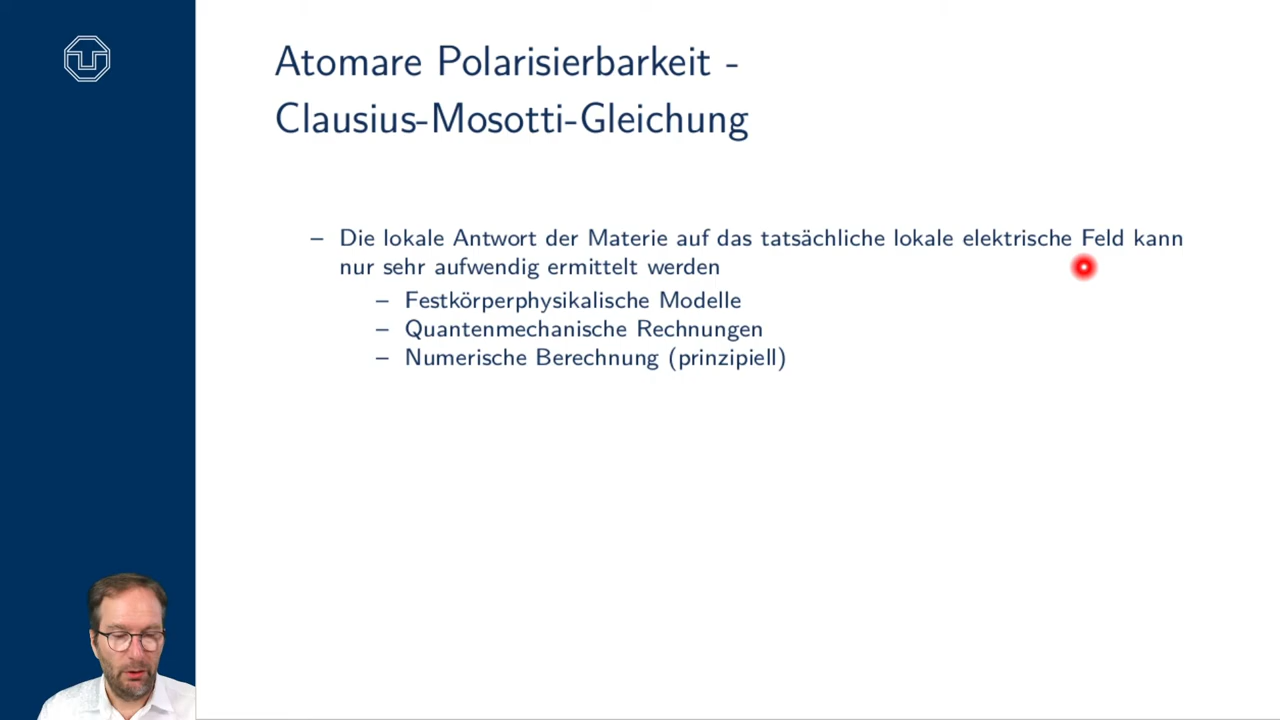 Atomare Polarisierbarkeit -
Clausius-Mosotti-Gleichung
– Die lokale Antwort der Materie auf das tatsächliche lokale elektrische Feld kann
nur sehr aufwendig ermittelt werden
– Festkörperphysikalische Modelle
– Quantenmechanische Rechnungen
– Numerische Berechnung (prinzipiell)